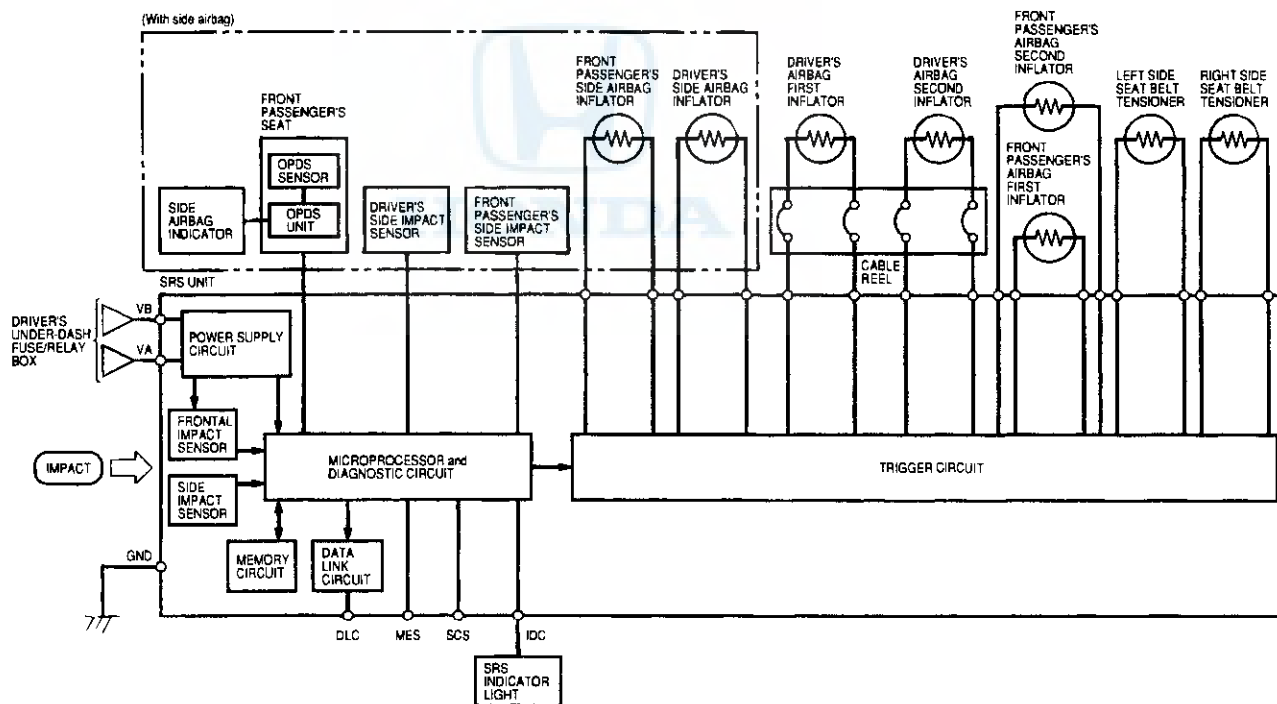 (With side airbag)
FRONT
PASSENGER'S
SIDE AIRBAG
INFLATOR
DRIVER'S
SIDE AIRBAG
INFLATOR
DRIVER'S
AIRBAG
FIRST
INFLATOR
DRIVER'S
AIRBAG
SECOND
INFLATOR
FRONT
PASSENGER'S
AIRBAG
SECOND
INFLATOR
FRONT
PASSENGER'S
AIRBAG
FIRST
INFLATOR
LEFT SIDE
SEAT BELT
TENSIONER
RIGHT SIDE
SEAT BELT
TENSIONER
FRONT
PASSENGER'S
SEAT
OPDS
SENSOR
OPDS
UNIT
SIDE
AIRBAG
INDICATOR
DRIVER'S
SIDE IMPACT
SENSOR
FRONT
PASSENGER'S
SIDE IMPACT
SENSOR
HONDA
CABLE
REEL
SRS UNIT
DRIVER'S
UNDER-DASH
FUSE/RELAY
BOX
VB
VA
POWER SUPPLY
CIRCUIT
FRONTAL
IMPACT
SENSOR
IMPACT
SIDE
IMPACT
SENSOR
MICROPROCESSOR and
DIAGNOSTIC CIRCUIT
TRIGGER CIRCUIT
GND
MEMORY
CIRCUIT
DATA
LINK
CIRCUIT
DLC
MES
SCS
IDC
SRS
INDICATOR
LIGHT